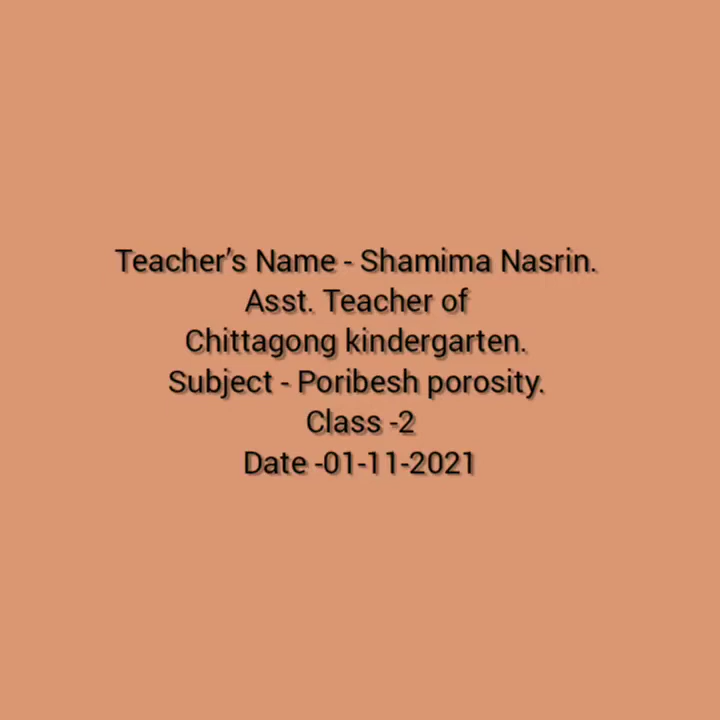 Teacher’s Name - Shamima Nasrin.
Asst. Teacher of
Chittagong kindergarten.
Subject - Poribesh porosity.
Class -2
Date -01-11-2021